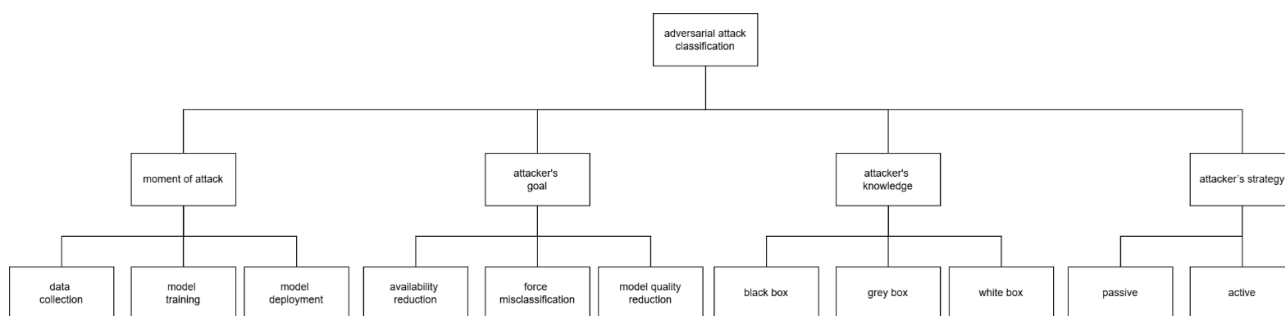 adversarial attack
classification
moment of attack
attacker's
goal
attacker's
knowledge
attacker’s strategy
data
collection
model
training
model
deployment
availability
reduction
force
misclassification
model quality
reduction
black box
grey box
white box
passive
active